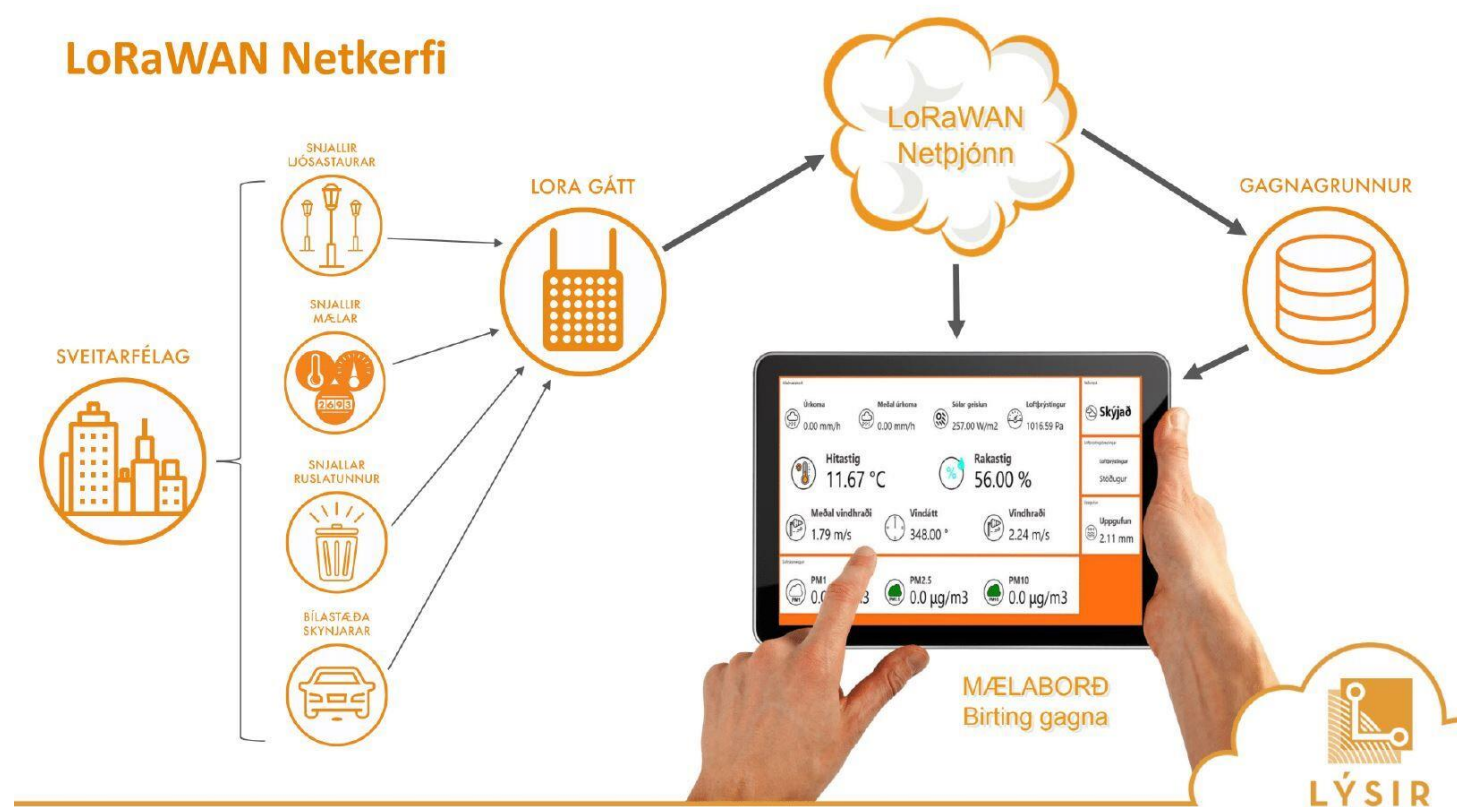 LoRaWAN Netkerfi
LoRaWAN
Netþjónn
SNJALLIR
LJÓSASTAURAR
LORA GÁTT
GAGNAGRUNNUR
SNJALLIR
MÆLAR
2693
SVEITARFÉLAG
SNJALLAR
RUSLATUNNUR
BÍLASTÆÐA
SKYNJARAR
Úrkoma
0.00 mm/h
Meðal úrkoma
0.00 mm/h
Sólar geislun
257.00 W/m2
Loftþrýstingur
1016.59 Pa
Skýjað
Hitastig
11.67 °C
%
Rakastig
56.00 %
Loftþrýstingur
Stöðugur
Meðal vindhraði
1.79 m/s
Vindátt
348.00 °
Vindhraði
2.24 m/s
Uppgufun
2.11 mm
PM1
PM2.5
0.0 µg/m3
PM10
0.0 µg/m3
MÆLABORÐ
Birting gagna
LÝSIR